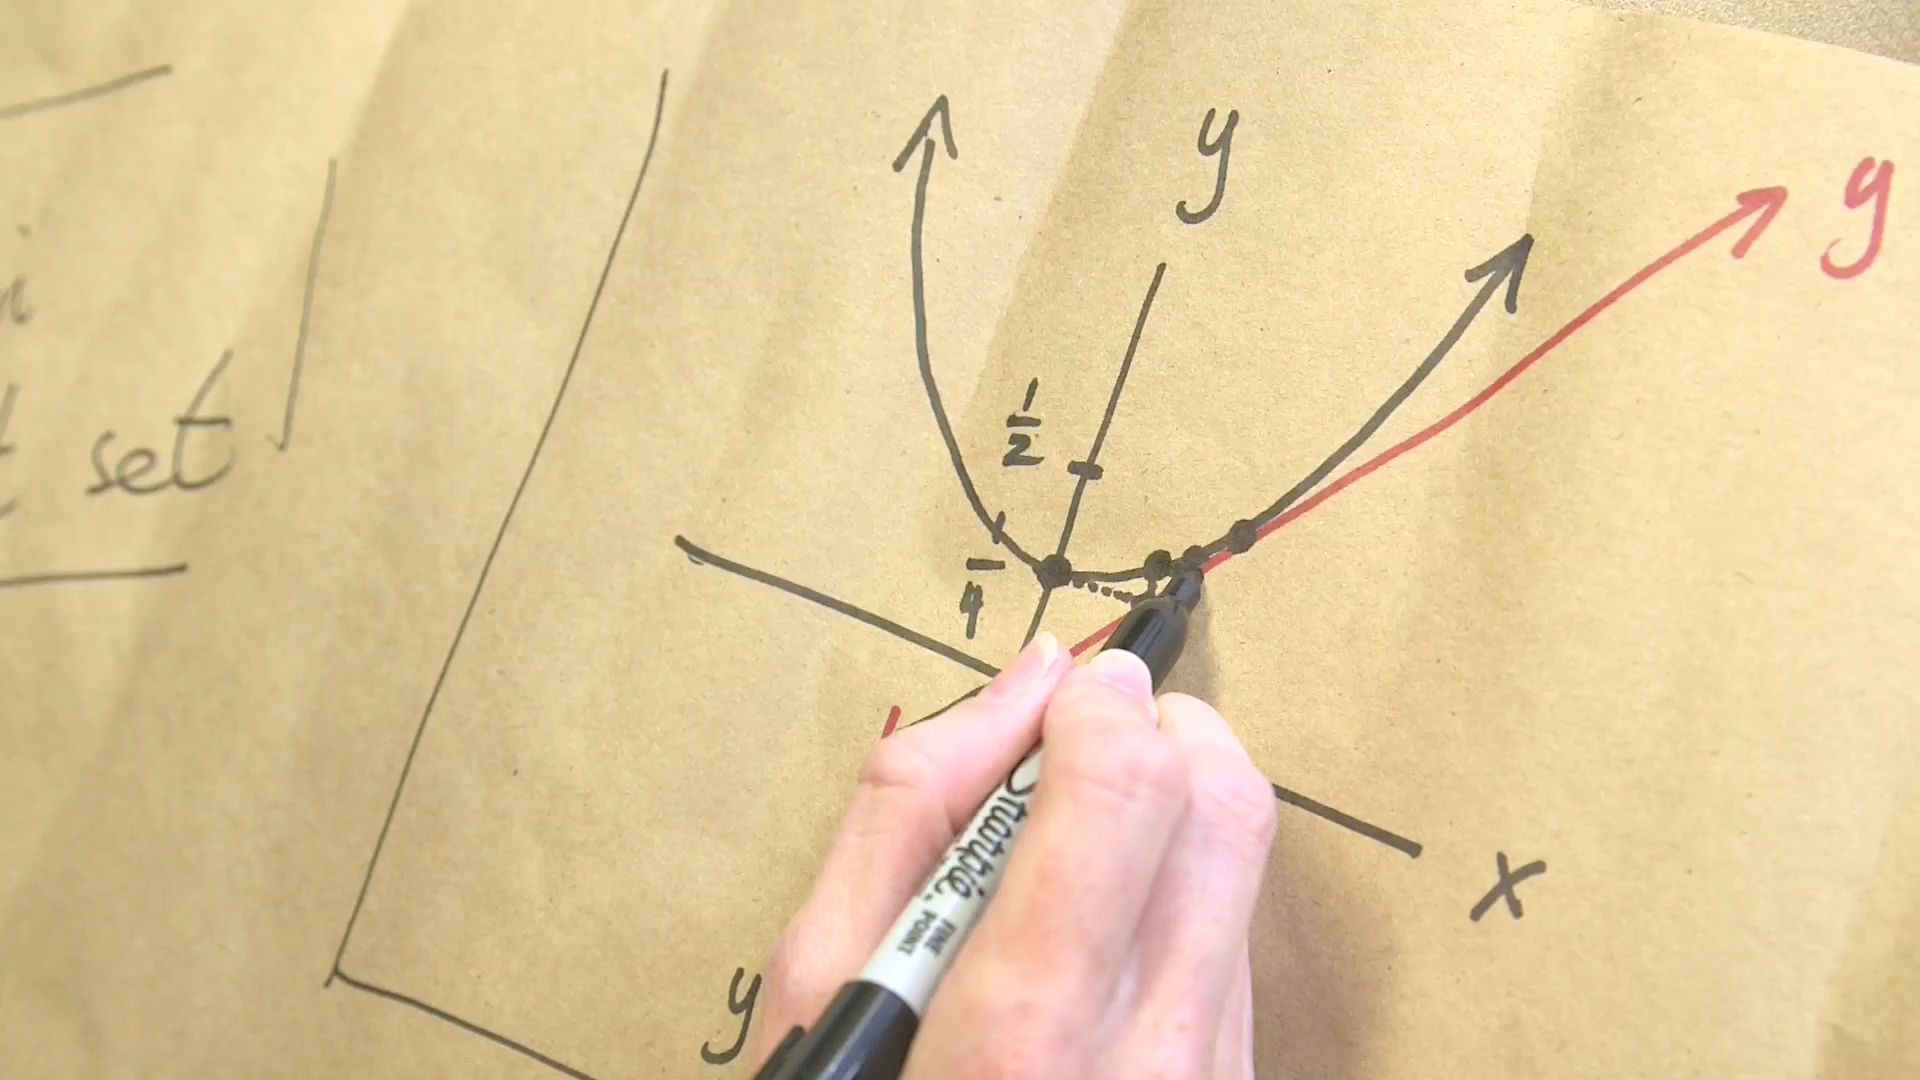 set
y
y
1/2
1/4
x
y
Sharpie
FINE
POINT